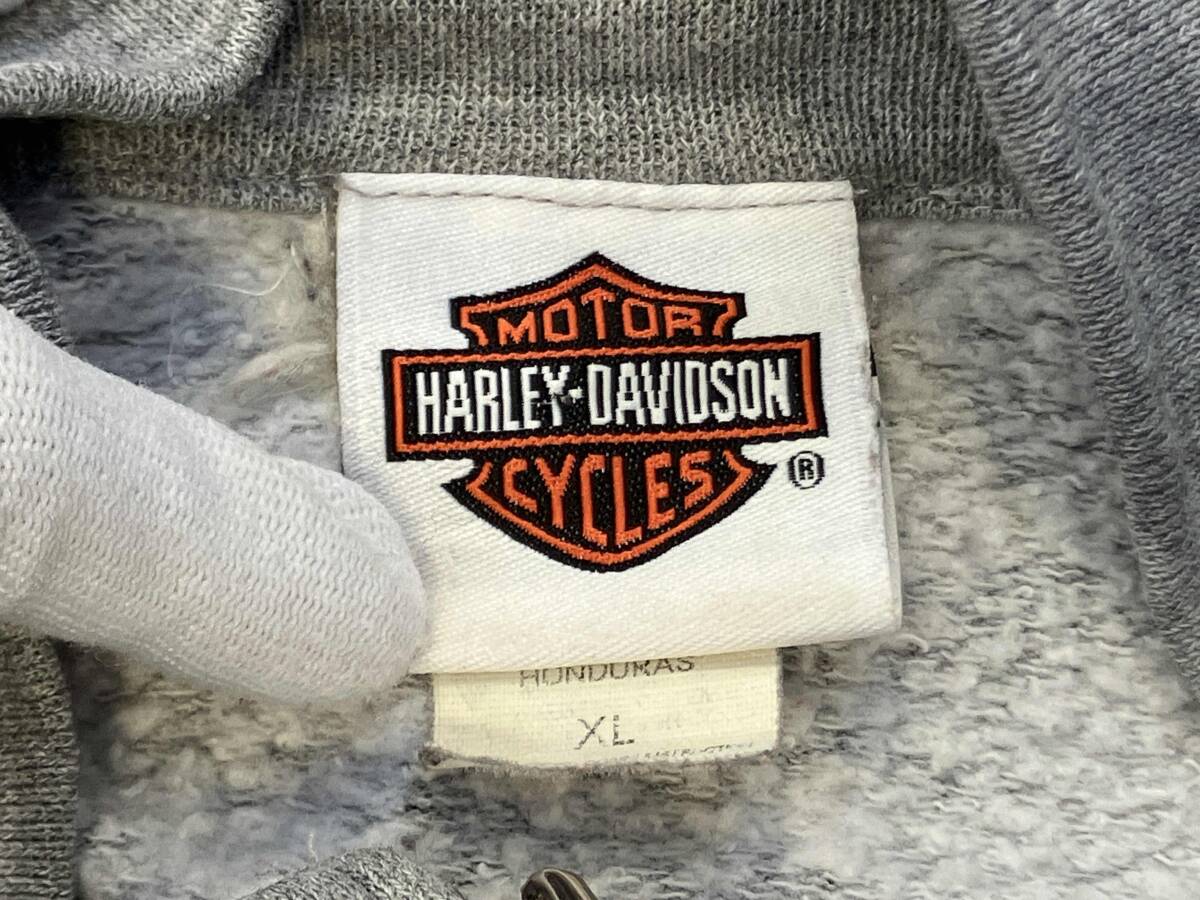 MOTOR
HARLEY-DAVIDSON
CYCLES
®
HONDURAS
XL